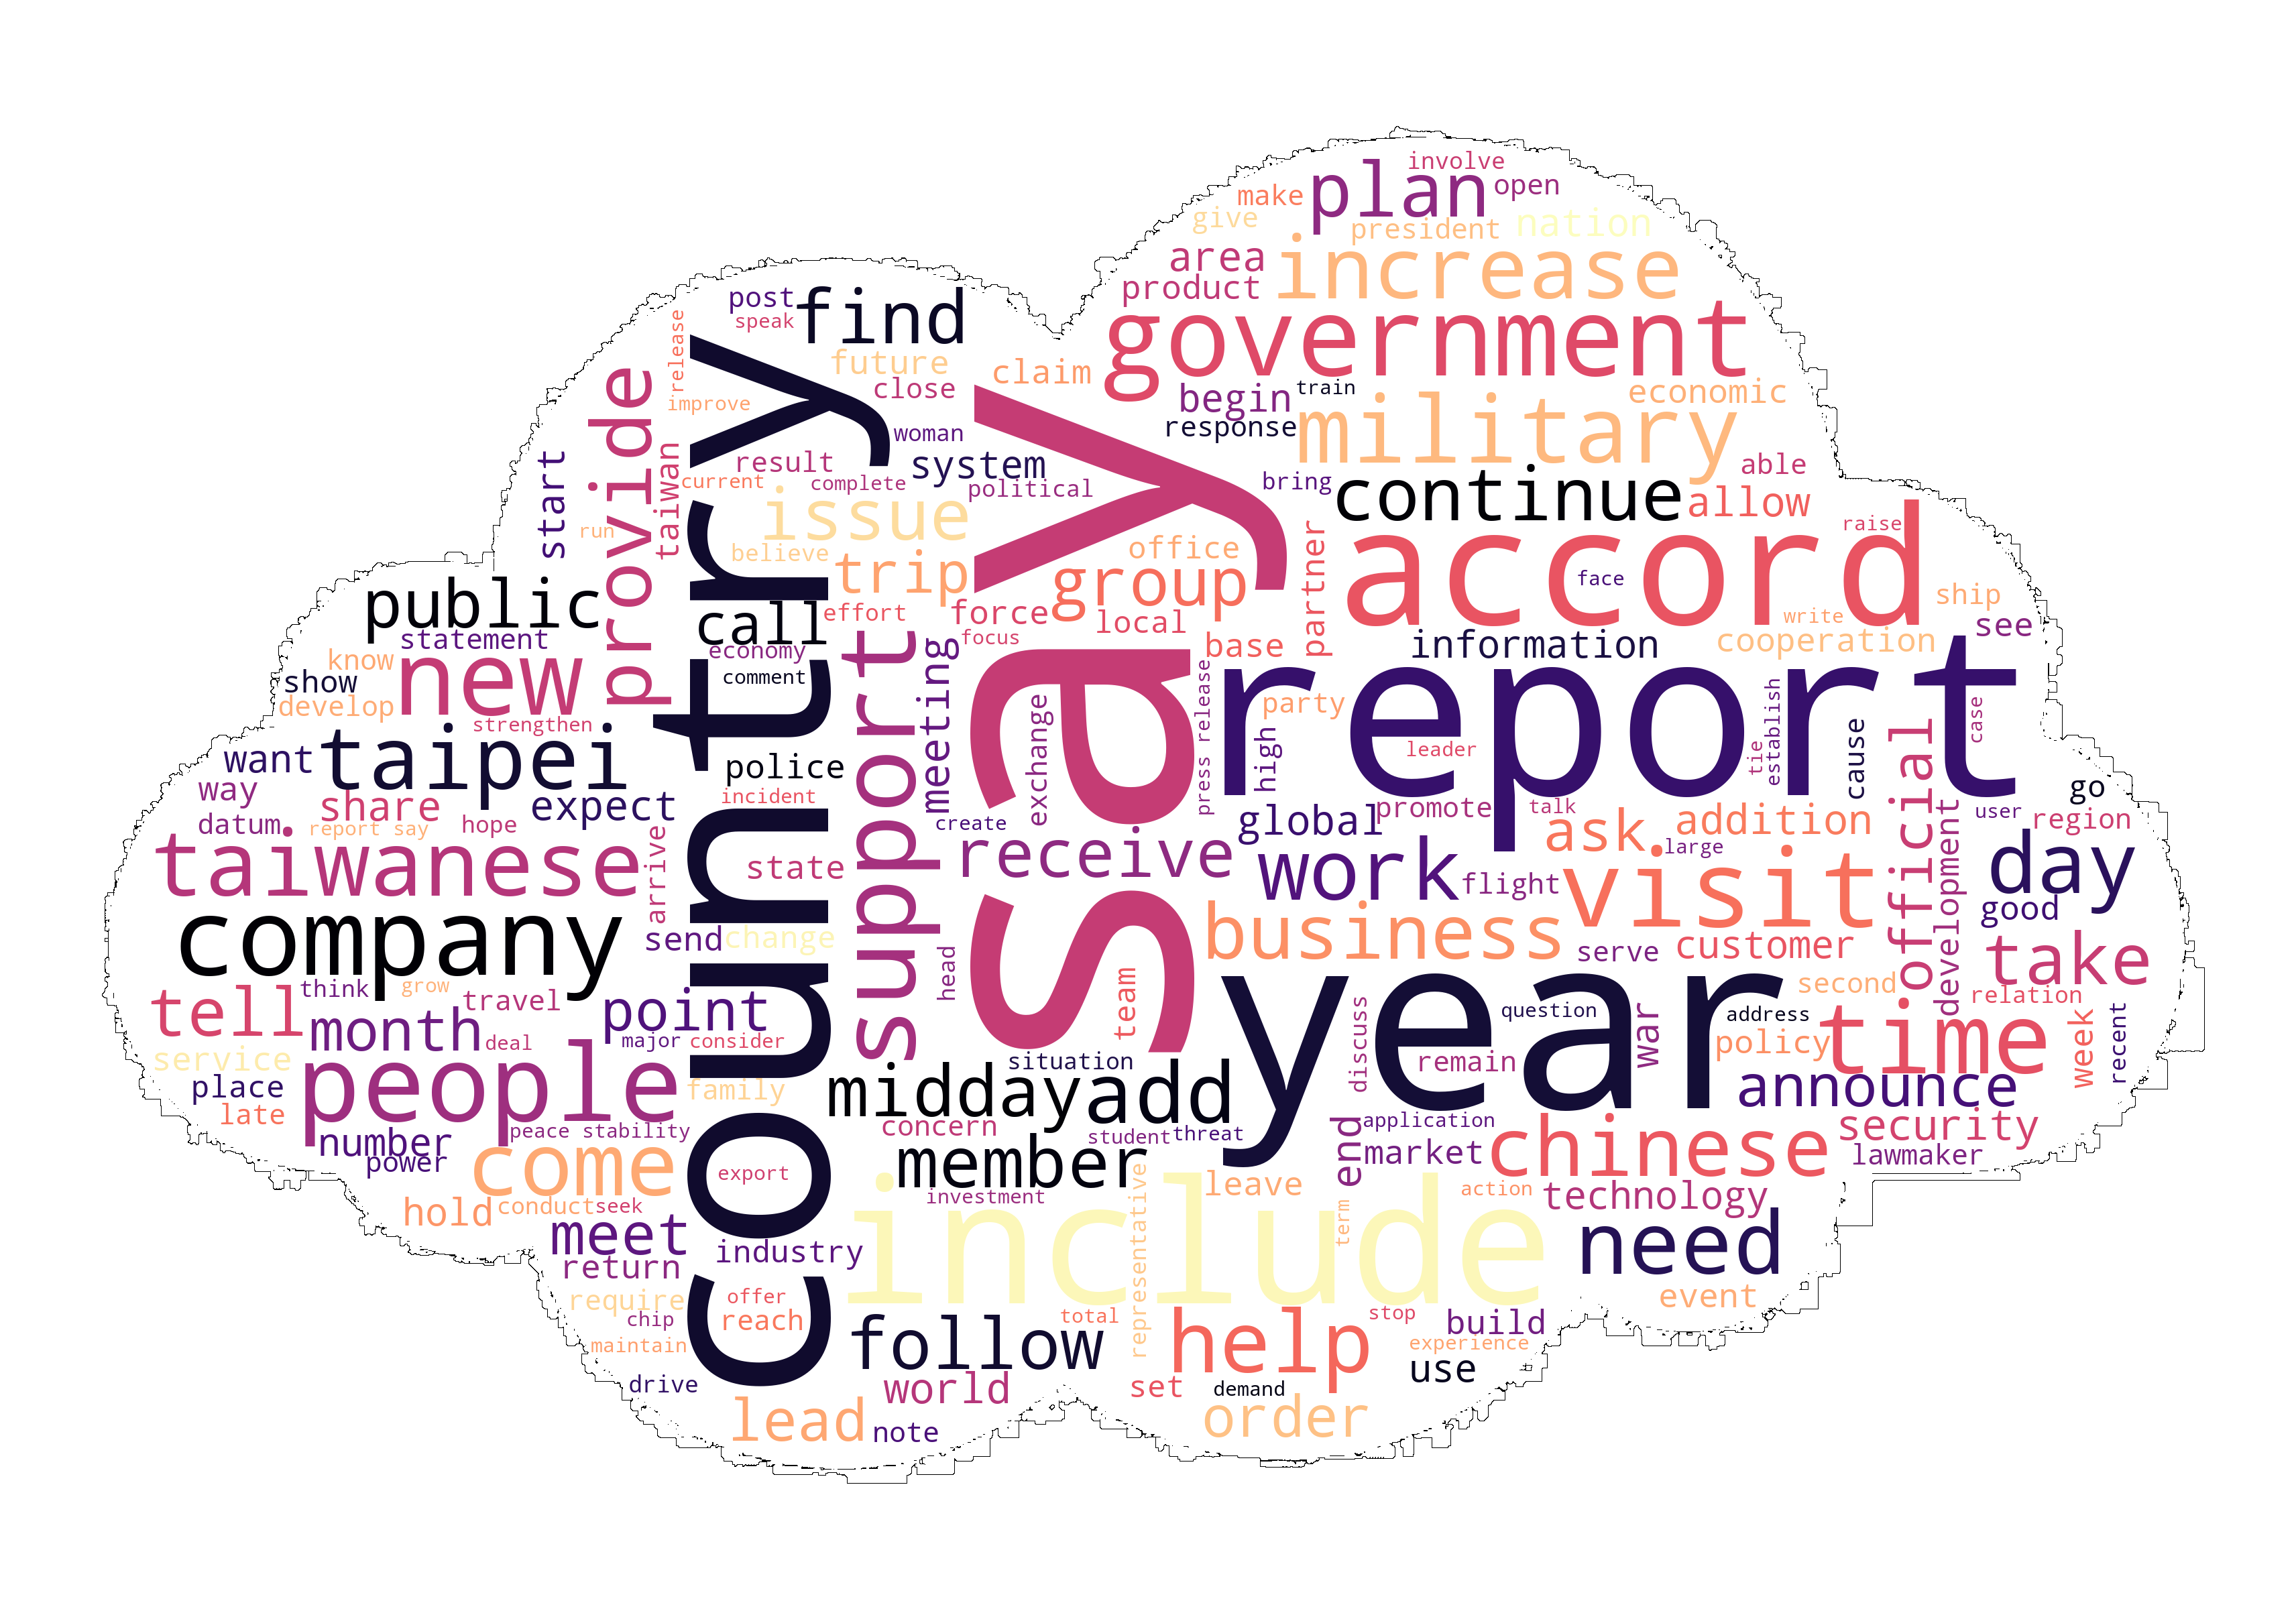 involve
plan
make
open
give
president
nation
area
increase
product
post
speak
find
government
release
future
claim
close
improve
begin
train
economic
response
military
woman
provide
country
say
start
taiwan
result
system
current
complete
political
bring
able
continue
allow
issue
run
believe
office
partner
raise
accord
trip
group
face
public
call
effort
force
local
write
ship
cooperation
see
statement
focus
base
information
know
new
economy
support
meeting
show
comment
press release
report
develop
strengthen
exchange
party
case
want
taipei
police
high
leader
tie
establish
cause
official
go
way
share
expect
incident
create
global
promote
talk
user
datum
report say
hope
ask
addition
region
taiwanese
arrive
state
receive
work
flight
large
visit
development
day
company
send
change
business
serve
customer
good
take
think
grow
travel
head
team
year
second
relation
tell
month
deal
point
major
consider
discuss
question
address
war
time
week
recent
service
people
family
situation
remain
policy
place
midday
add
announce
late
concern
student
threat
end
application
number
peace stability
market
chinese
security
power
come
export
member
lawmaker
investment
representative
leave
action
technology
hold
conduct
seek
include
term
meet
industry
need
return
require
offer
event
chip
reach
follow
total
help
stop
build
maintain
experience
drive
world
set
demand
use
lead
note
order